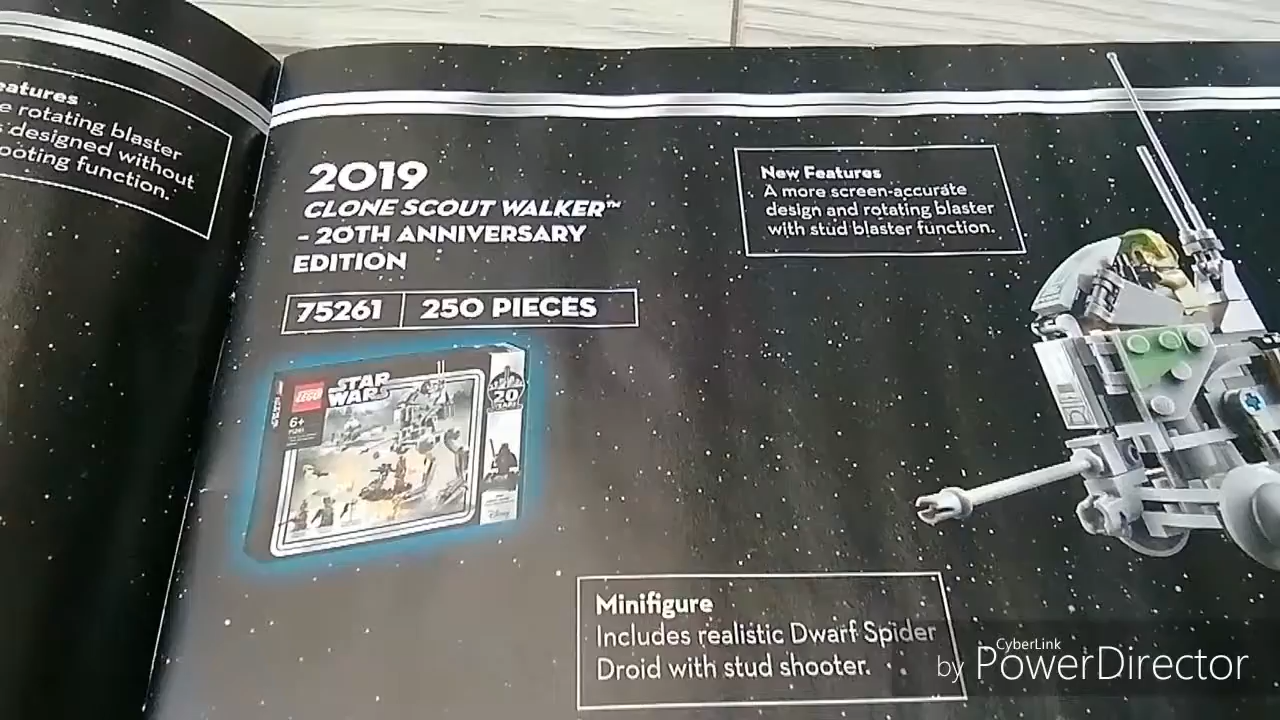 eatures
e rotating blaster
s designed without
ooting function.
2019
CLONE SCOUT WALKER™
– 20TH ANNIVERSARY
EDITION
75261 250 PIECES
New Features
A more screen-accurate
design and rotating blaster
with stud blaster function.
LEGO
STAR
WARS
6+
20
Disney
Minifigure
Includes realistic Dwarf Spider
Droid with stud shooter.
CyberLink
by PowerDirector